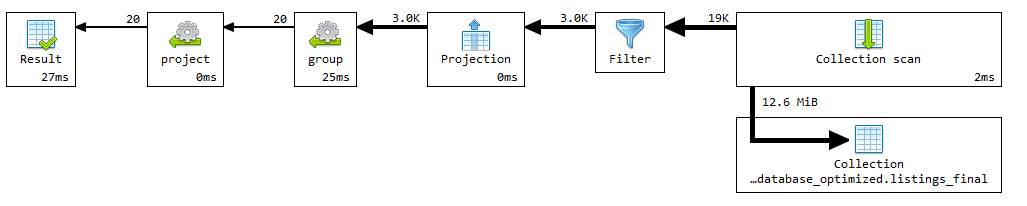 Result
27ms
20
project
0ms
20
group
25ms
3.0K
Projection
0ms
3.0K
Filter
19K
Collection scan
2ms
12.6 MiB
Collection
…database_optimized.listings_final